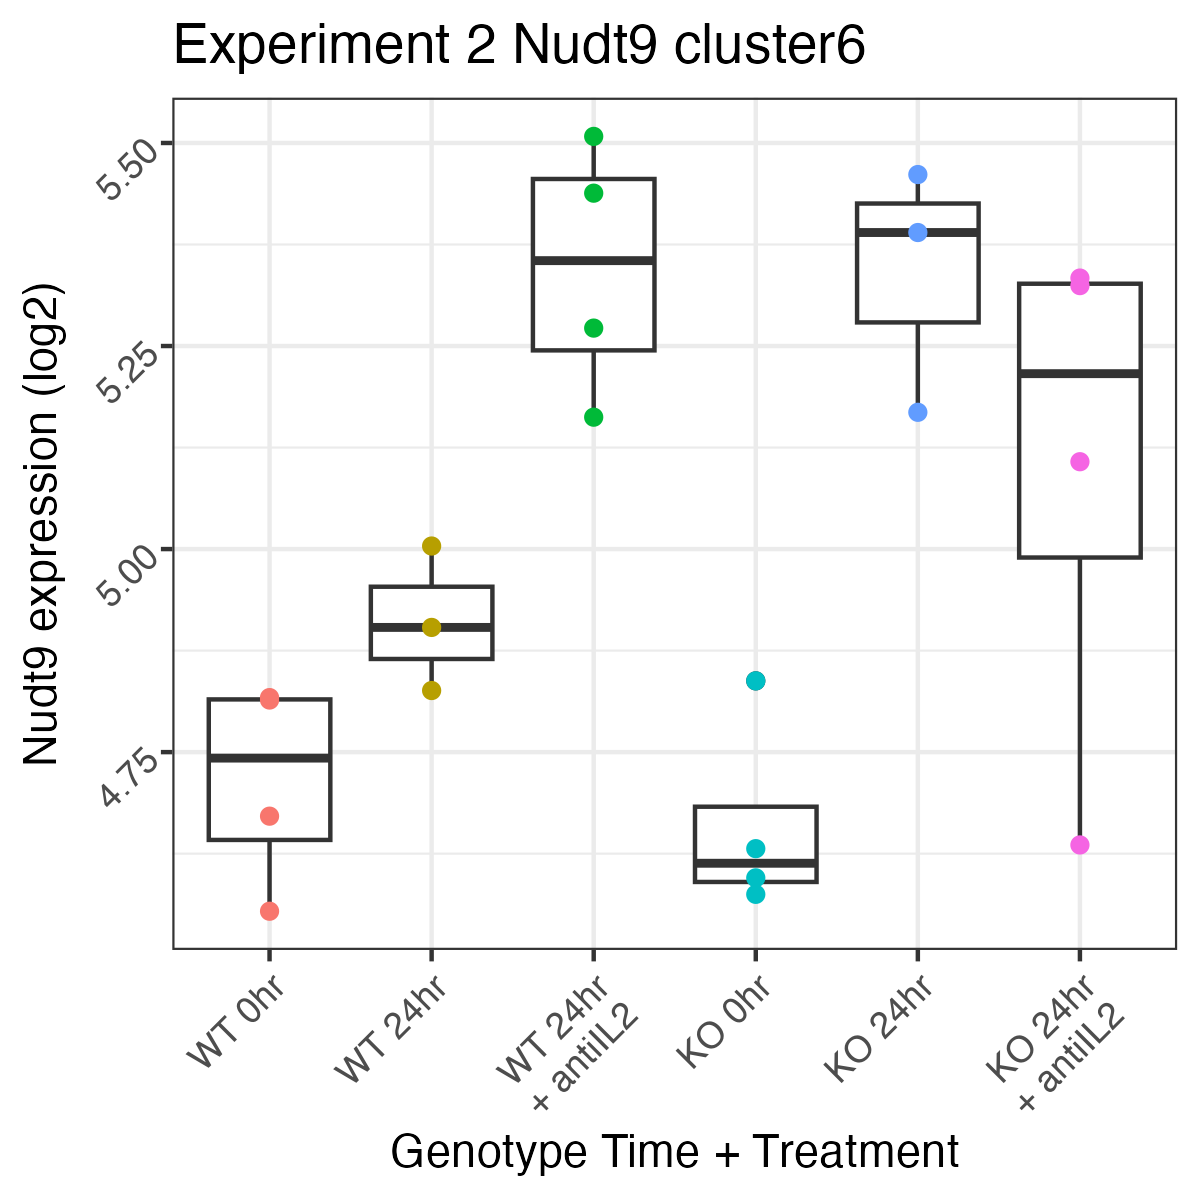 Experiment 2 Nudt9 cluster6
Nudt9 expression (log2)
5.50
5.25
5.00
4.75
WT 0hr
WT 24hr
WT 24hr
+ antiIL2
KO 0hr
KO 24hr
KO 24hr
+ antiIL2
Genotype Time + Treatment